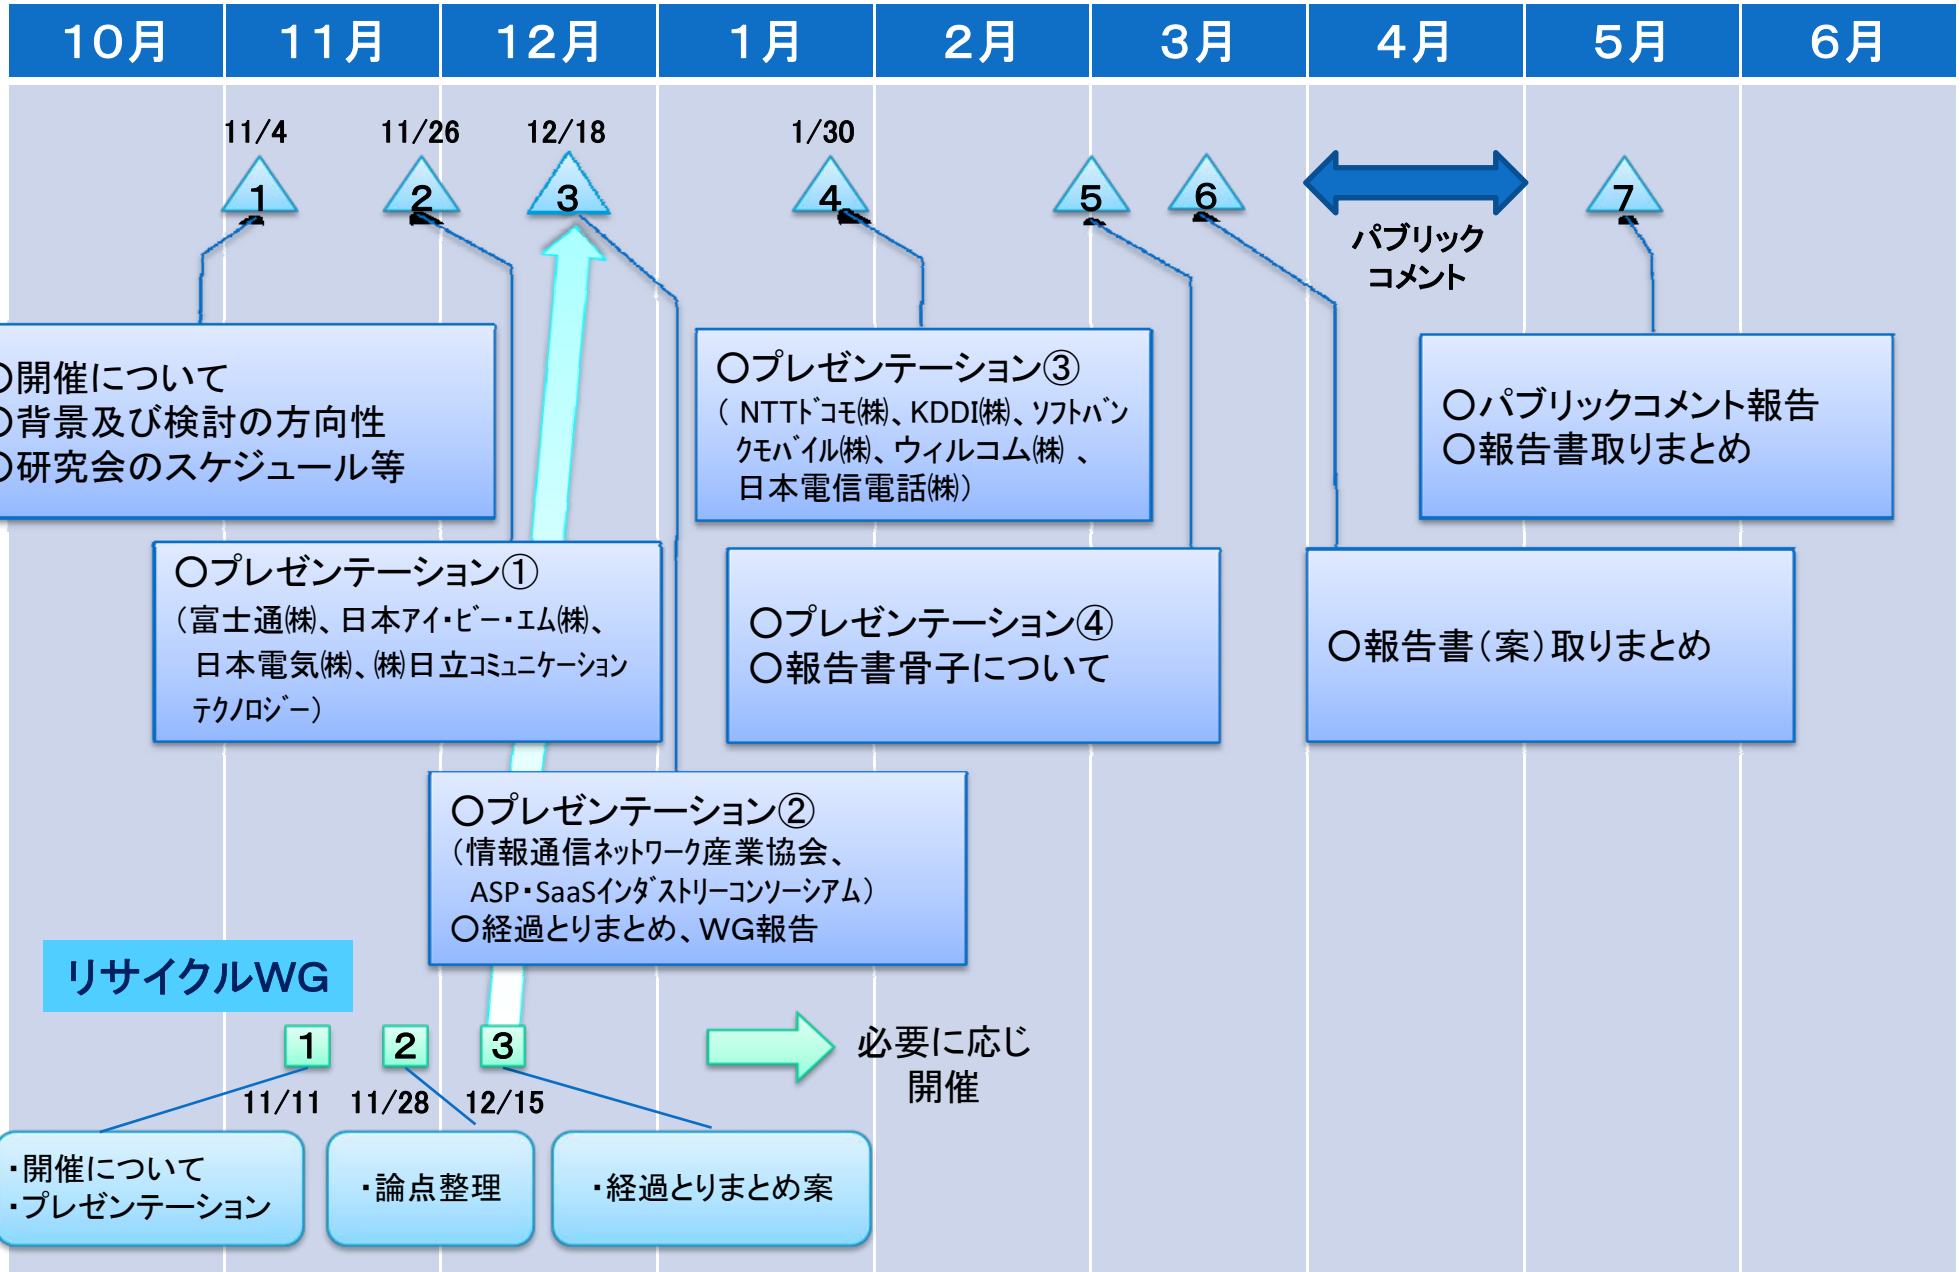 10月 11月 12月 1月 2月 3月 4月 5月 6月
11/4 11/26 12/18 1/30
1 2 3 4 5 6 7
パブリック
コメント
○開催について
○背景及び検討の方向性
○研究会のスケジュール等
○プレゼンテーション③
（ NTTﾄﾞｺﾓ㈱、KDDI㈱、ｿﾌﾄﾊﾞﾝ
ｸﾓﾊﾞｲﾙ㈱、ウィルコム㈱ 、
日本電信電話㈱）
○パブリックコメント報告
○報告書取りまとめ
○プレゼンテーション①
（富士通㈱、日本ｱｲ・ﾋﾞｰ・ｴﾑ㈱、
日本電気㈱、㈱日立ｺﾐｭﾆｹｰｼｮﾝ
ﾃｸﾉﾛｼﾞｰ）
○プレゼンテーション④
○報告書骨子について
○報告書（案）取りまとめ
○プレゼンテーション②
（情報通信ﾈｯﾄﾜｰｸ産業協会、
ASP・SaaSｲﾝﾀﾞｽﾄﾘｰｺﾝｿｰｼｱﾑ）
○経過とりまとめ、WG報告
リサイクルWG
1 2 3
11/11 11/28 12/15
必要に応じ
開催
・開催について
・プレゼンテーション
・論点整理
・経過とりまとめ案